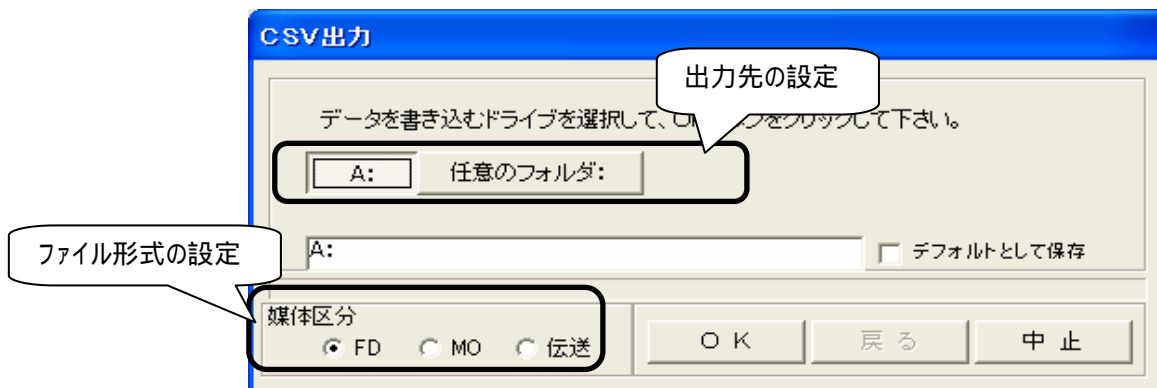 CSV出力
出力先の設定
データを書き込むドライブを選択して、O をクリックして下さい。
A: 任意のフォルダ:
ファイル形式の設定
A: デフォルトとして保存
媒体区分
FD MO 伝送
OK 戻る 中止